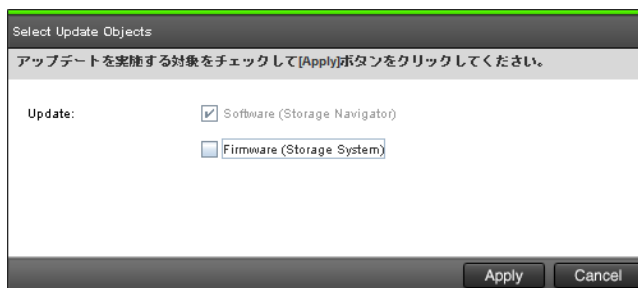 Select Update Objects
アップデートを実施する対象をチェックして[Apply]ボタンをクリックしてください。
Update:
Software (Storage Navigator)
Firmware (Storage System)
Apply Cancel